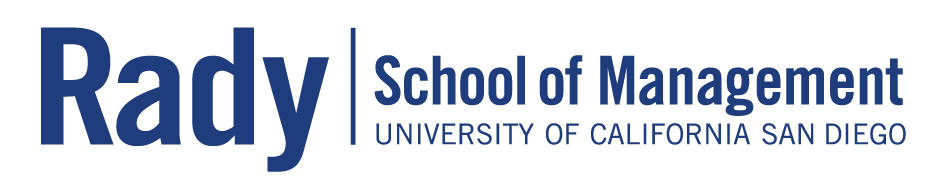 Rady
School of Management
UNIVERSITY OF CALIFORNIA SAN DIEGO